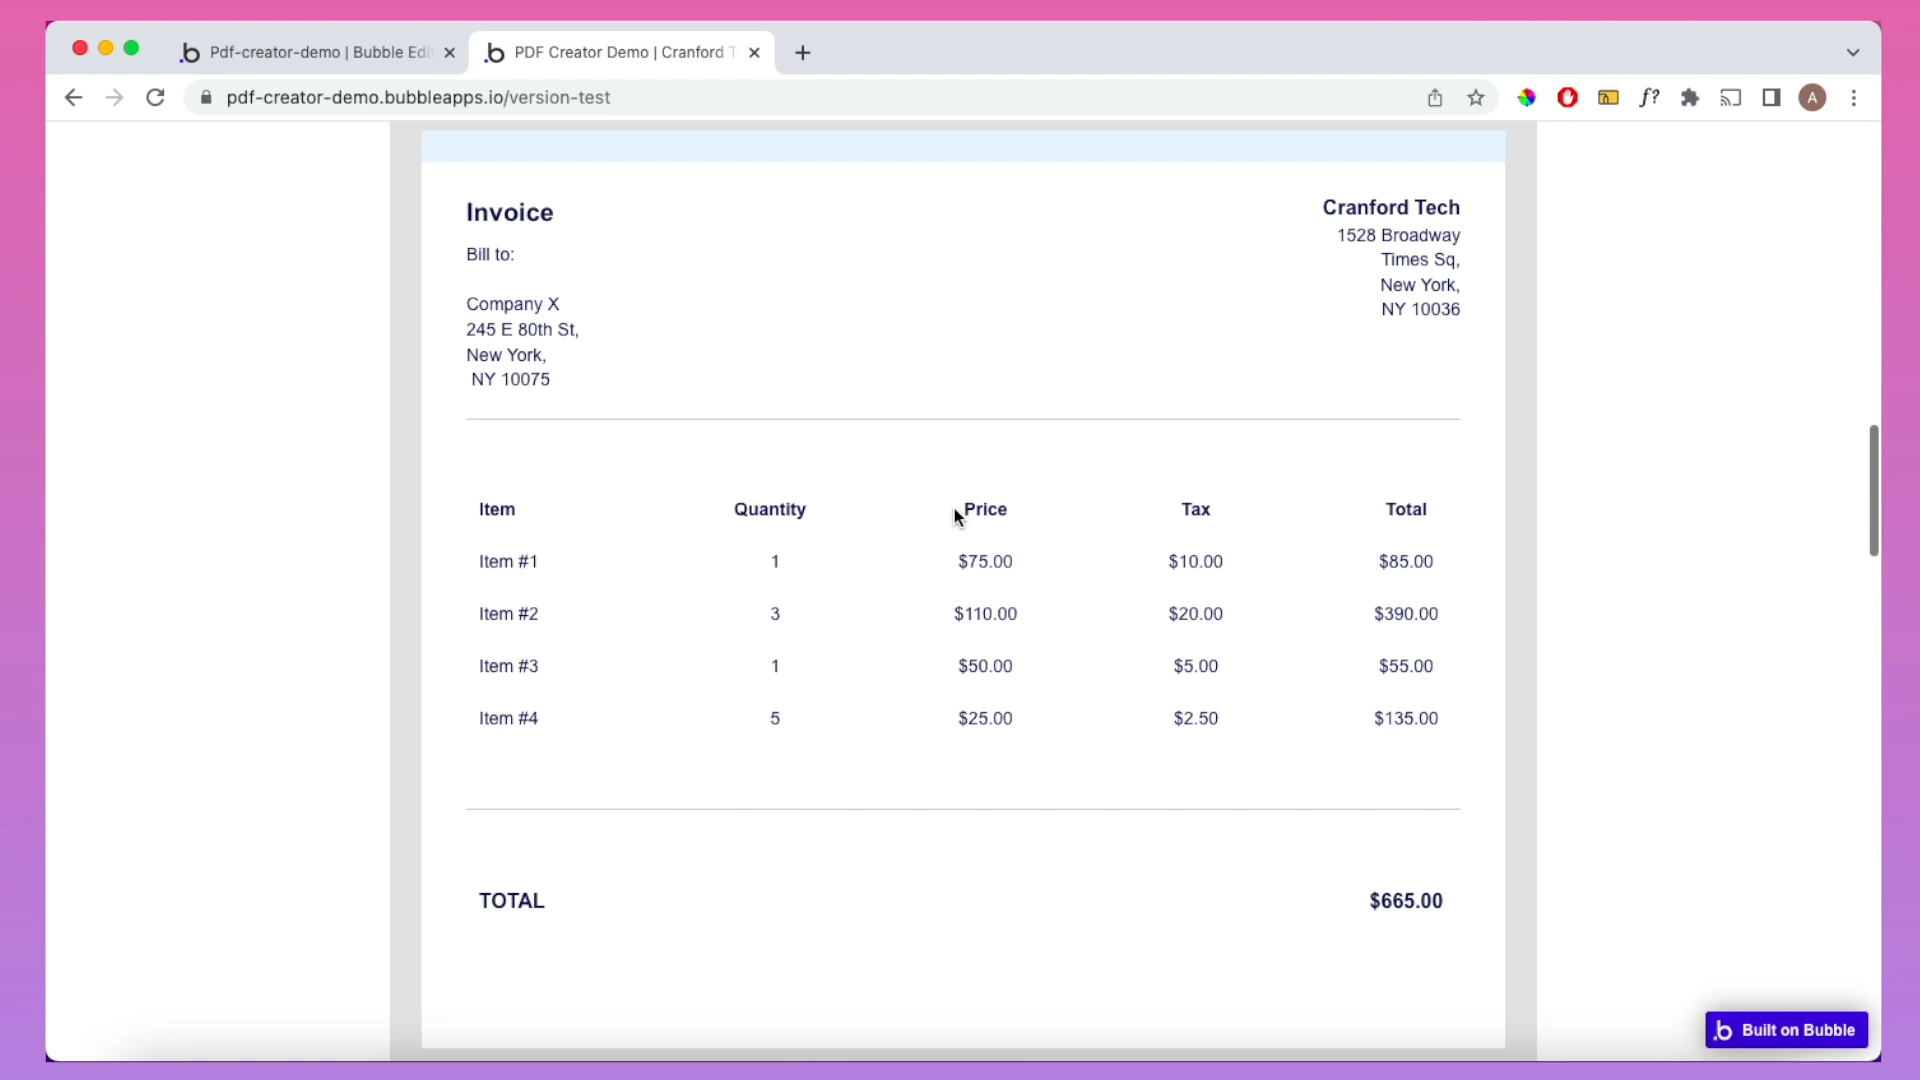 Pdf-creator-demo | Bubble Edi
PDF Creator Demo | Cranford T
pdf-creator-demo.bubbleapps.io/version-test
f?
A
Invoice
Bill to:
Company X
245 E 80th St,
New York,
NY 10075
Cranford Tech
1528 Broadway
Times Sq,
New York,
NY 10036
Item Quantity Price Tax Total
Item #1 1 $75.00 $10.00 $85.00
Item #2 3 $110.00 $20.00 $390.00
Item #3 1 $50.00 $5.00 $55.00
Item #4 5 $25.00 $2.50 $135.00
TOTAL $665.00
Built on Bubble